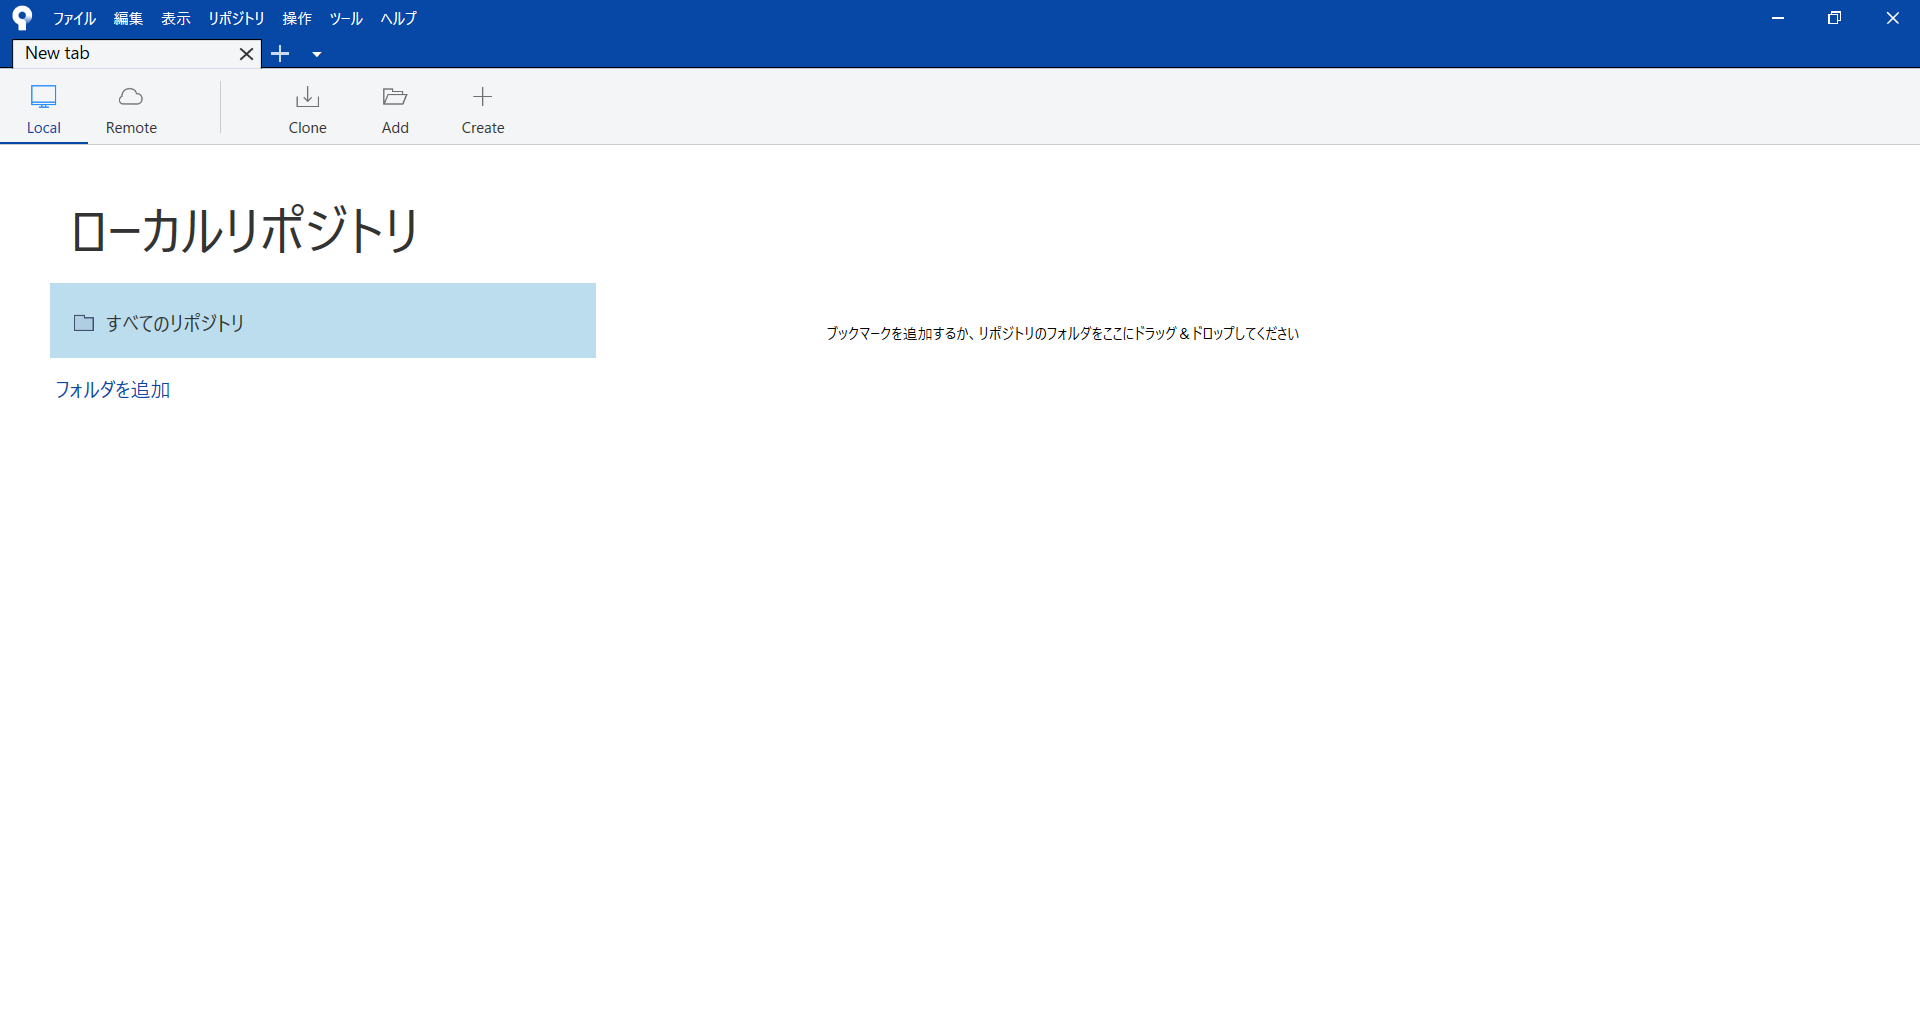 ファイル 編集 表示 リポジトリ 操作 ツール ヘルプ
New tab
Local Remote Clone Add Create
ローカルリポジトリ
すべてのリポジトリ
ブックマークを追加するか、リポジトリのフォルダをここにドラッグ＆ドロップしてください
フォルダを追加